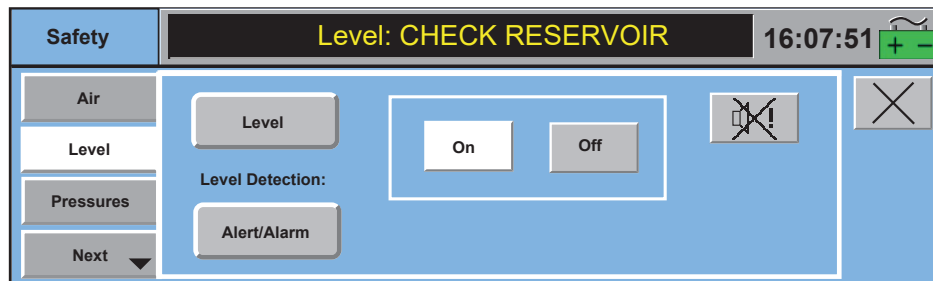 Safety
Level: CHECK RESERVOIR
16:07:51
+ -
Air
Level
Pressures
Next
Level
Level Detection:
Alert/Alarm
On
Off
!